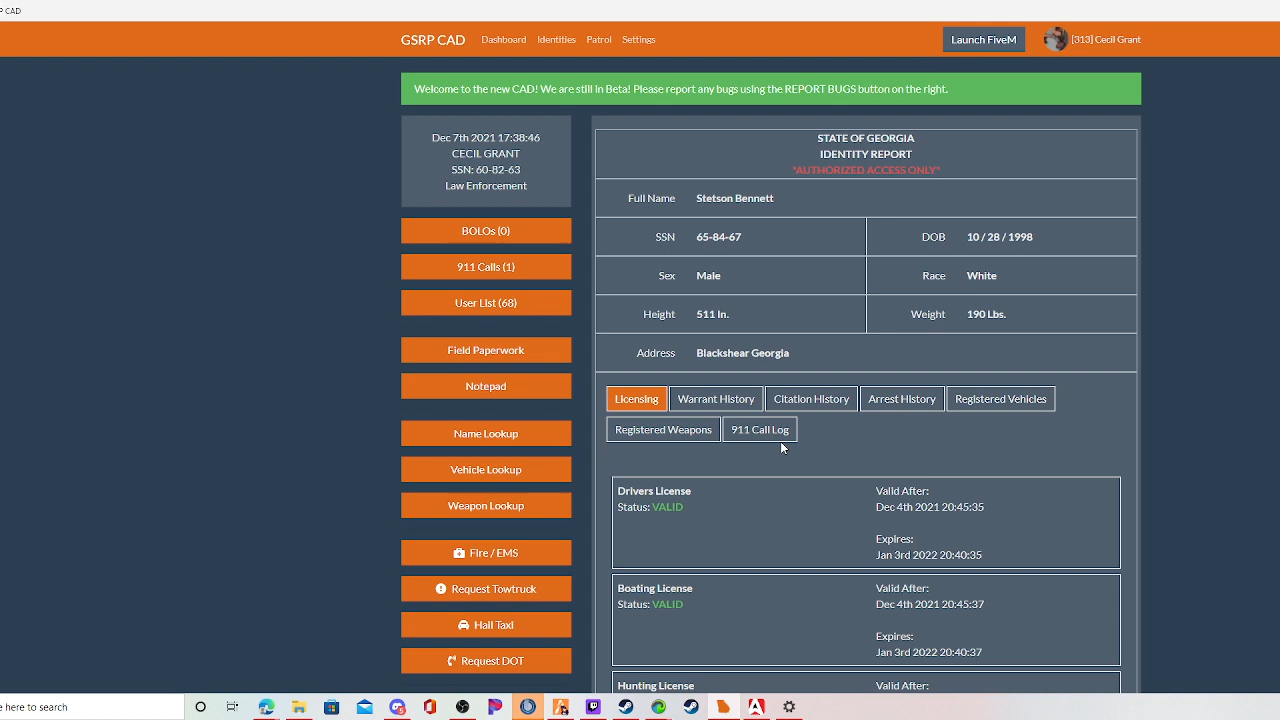 SP CAD
GSRP CAD Dashboard Identities Patrol Settings Launch FiveM [313] Cecil Grant
Welcome to the new CAD! We are still in Beta! Please report any bugs using the REPORT BUGS button on the right.
Dec 7th 2021 17:38:46
CECIL GRANT
SSN: 60-82-63
Law Enforcement
BOLOs (0)
911 Calls (1)
User List (68)
Field Paperwork
Notepad
Name Lookup
Vehicle Lookup
Weapon Lookup
Fire / EMS
Request Towtruck
Hail Taxi
Request DOT
STATE OF GEORGIA
IDENTITY REPORT
*AUTHORIZED ACCESS ONLY*
Full Name Stetson Bennett
SSN 65-84-67 DOB 10 / 28 / 1998
Sex Male Race White
Height 511 In. Weight 190 Lbs.
Address Blackshear Georgia
Licensing Warrant History Citation History Arrest History Registered Vehicles
Registered Weapons 911 Call Log
Drivers License Valid After:
Status: VALID Dec 4th 2021 20:45:35
Expires:
Jan 3rd 2022 20:40:35
Boating License Valid After:
Status: VALID Dec 4th 2021 20:45:37
Expires:
Jan 3rd 2022 20:40:37
Hunting License Valid After:
e here to search